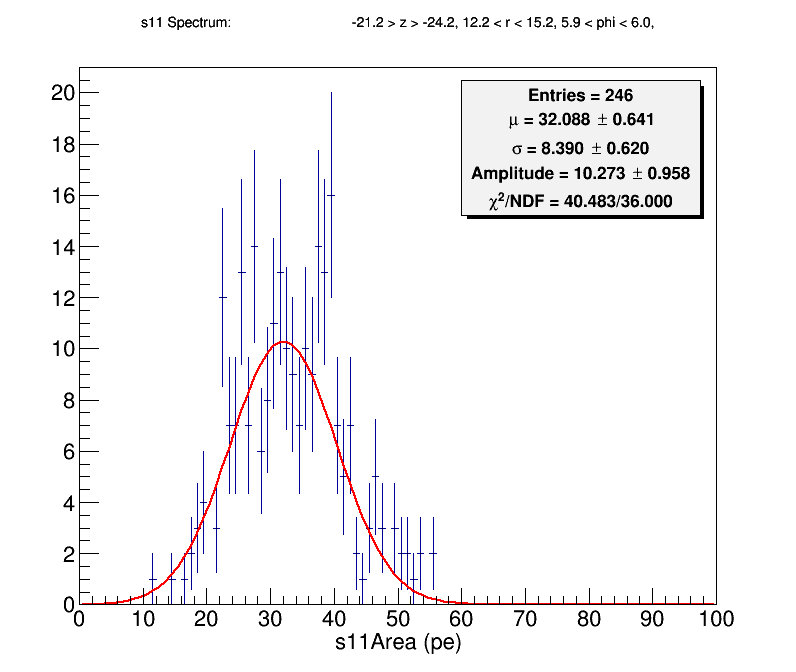 s11 Spectrum: -21.2 > z > -24.2, 12.2 < r < 15.2, 5.9 < phi < 6.0,
Entries = 246
μ = 32.088 ± 0.641
σ = 8.390 ± 0.620
Amplitude = 10.273 ± 0.958
χ²/NDF = 40.483/36.000
20
18
16
14
12
10
8
6
4
2
0
0 10 20 30 40 50 60 70 80 90 100
s11Area (pe)